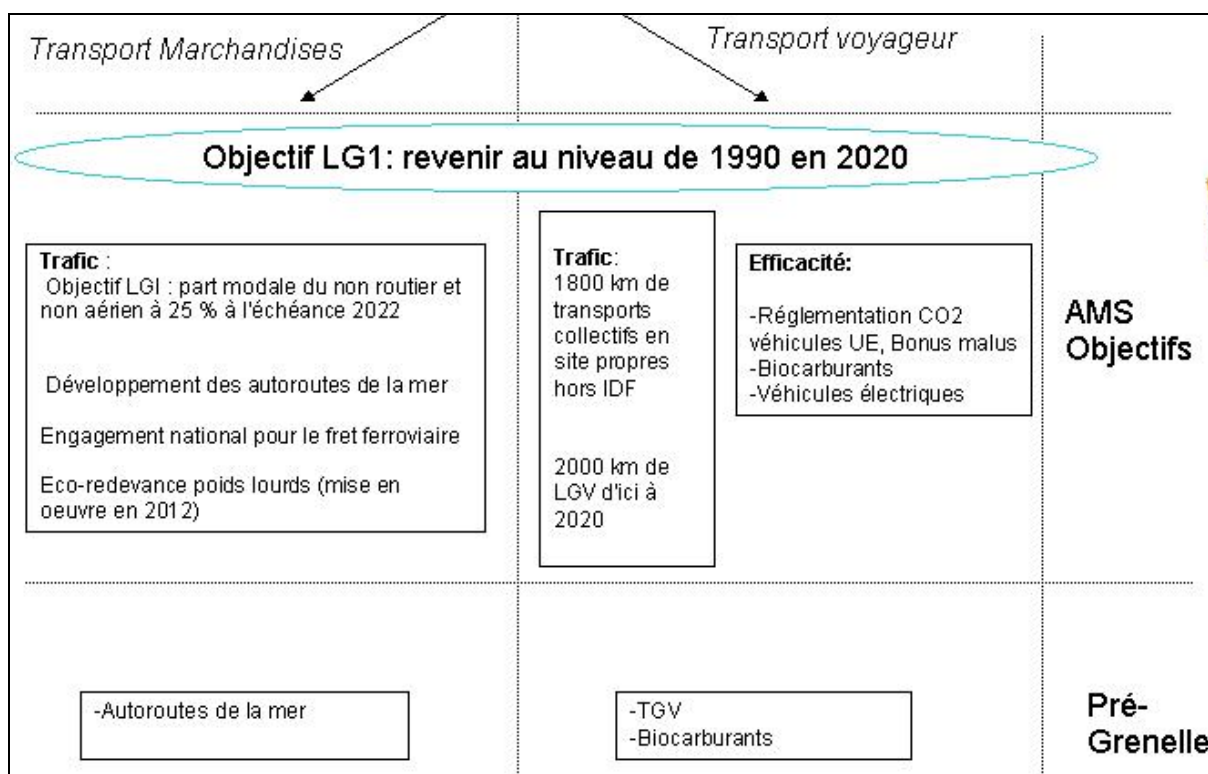 Transport Marchandises
Transport voyageur
Objectif LG1: revenir au niveau de 1990 en 2020
Trafic :
Objectif LGI : part modale du non routier et
non aérien à 25 % à l'échéance 2022
Développement des autoroutes de la mer
Engagement national pour le fret ferroviaire
Eco-redevance poids lourds (mise en
oeuvre en 2012)
Trafic:
1800 km de
transports
collectifs en
site propres
hors IDF
2000 km de
LGV d'ici à
2020
Efficacité:
-Réglementation CO2
véhicules UE, Bonus malus
-Biocarburants
-Véhicules électriques
AMS
Objectifs
-Autoroutes de la mer
-TGV
-Biocarburants
Pré-
Grenelle